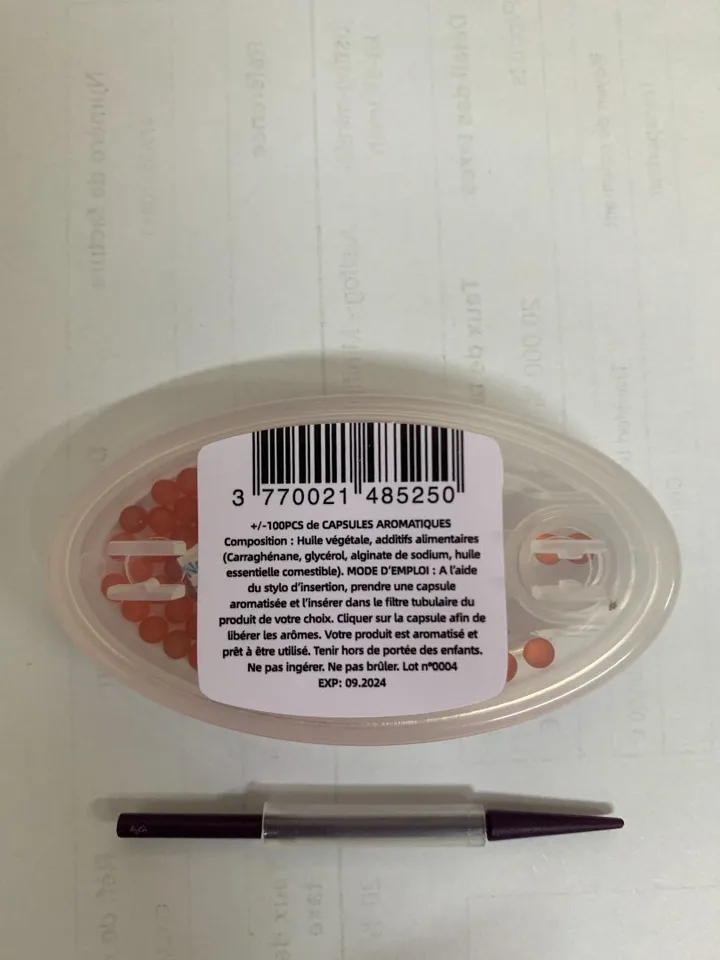 3 770021 485250
+/-100PCS de CAPSULES AROMATIQUES
Composition : Huile végétale, additifs alimentaires
(Carraghénane, glycérol, alginate de sodium, huile
essentielle comestible). MODE D'EMPLOI : A l'aide
du stylo d'insertion, prendre une capsule
aromatisée et l'insérer dans le filtre tubulaire du
produit de votre choix. Cliquer sur la capsule afin de
libérer les arômes. Votre produit est aromatisé et
prêt à être utilisé. Tenir hors de portée des enfants.
Ne pas ingérer. Ne pas brûler. Lot n°0004
EXP: 09.2024